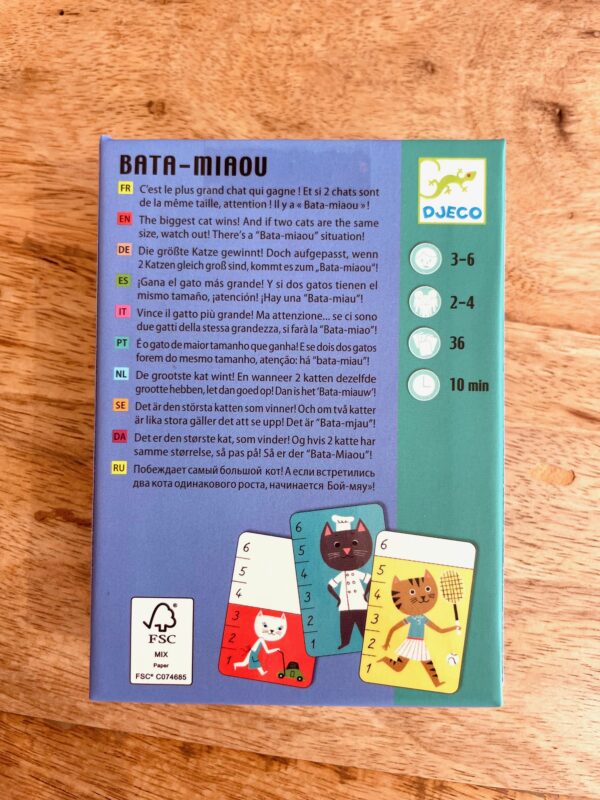 BATA-MIAOU
FR C'est le plus grand chat qui gagne ! Et si 2 chats sont
de la même taille, attention ! Il y a « Bata-miaou » !
EN The biggest cat wins! And if two cats are the same
size, watch out! There's a "Bata-miaou" situation!
DE Die größte Katze gewinnt! Doch aufgepasst, wenn
2 Katzen gleich groß sind, kommt es zum „Bata-miau"!
ES ¡Gana el gato más grande! Y si dos gatos tienen el
mismo tamaño, ¡atención! ¡Hay una "Bata-miau"!
IT Vince il gatto più grande! Ma attenzione... se ci sono
due gatti della stessa grandezza, si farà la "Bata-miao"!
PT É o gato de maior tamanho que ganha! E se dois gatos
forem do mesmo tamanho, atenção: há "bata-miau"!
NL De grootste kat wint! En wanneer 2 katten dezelfde
grootte hebben, let dan goed op! Dan is het 'Bata-miauw'!
SE Det är den största katten som vinner! Och om två katter
är lika stora gäller det att se upp! Det är "Bata-mjau"!
DA Det er den største kat, som vinder! Og hvis 2 katte har
samme størrelse, så pas på! Så er der "Bata-Miaou"!
RU Побеждает самый большой кот! А если встретились
два кота одинакового роста, начинается Бой-мяу»!
DJECO
3-6
2-4
36
10 min
6
5
4
3
2
1
6
5
4
3
2
1
6
5
4
3
2
1
FSC
MIX
Paper
FSC® C074685